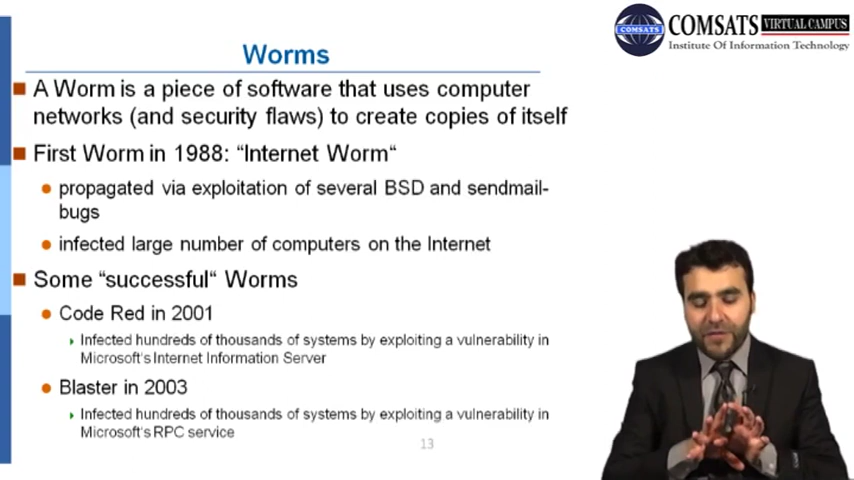 COMSATS VIRTUAL CAMPUS
COMSATS
Institute Of Information Technology
Worms
A Worm is a piece of software that uses computer
networks (and security flaws) to create copies of itself
First Worm in 1988: "Internet Worm"
propagated via exploitation of several BSD and sendmail-
bugs
infected large number of computers on the Internet
Some "successful" Worms
Code Red in 2001
Infected hundreds of thousands of systems by exploiting a vulnerability in
Microsoft's Internet Information Server
Blaster in 2003
Infected hundreds of thousands of systems by exploiting a vulnerability in
Microsoft's RPC service
13